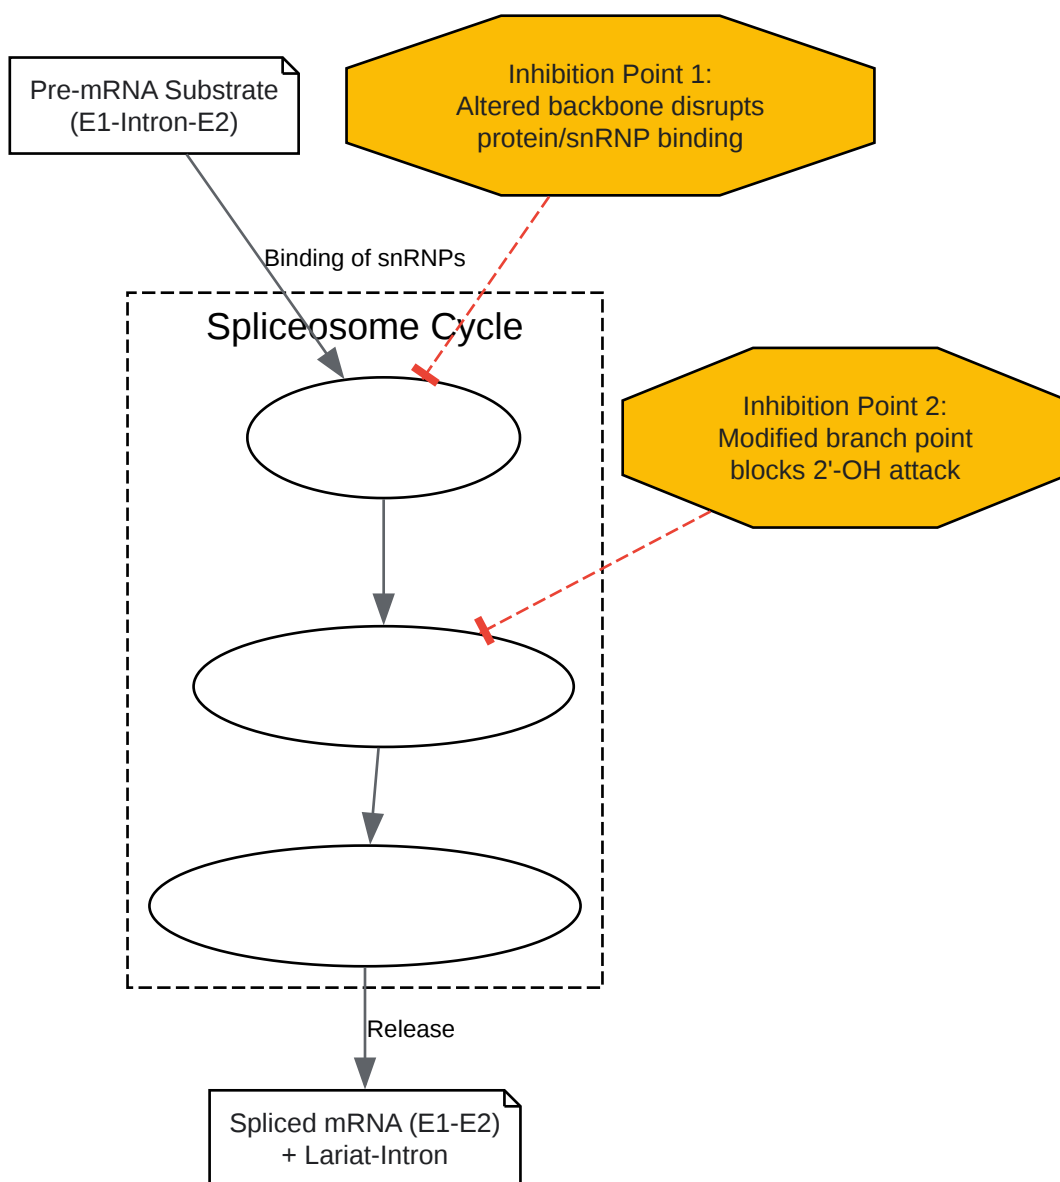 Pre-mRNA Substrate
(E1-Intron-E2)
Inhibition Point 1:
Altered backbone disrupts
protein/snRNP binding
Binding of snRNPs
Spliceosome Cycle
Inhibition Point 2:
Modified branch point
blocks 2'-OH attack
Release
Spliced mRNA (E1-E2)
+ Lariat-Intron